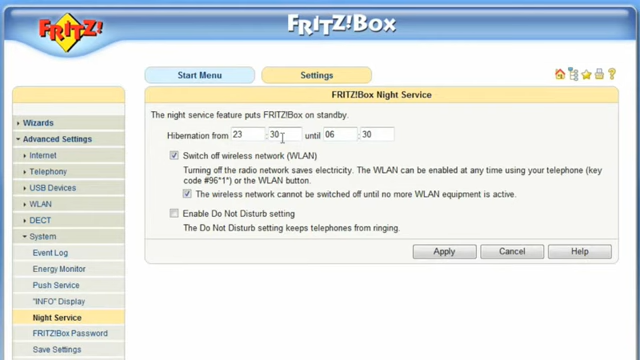 FRITZ!
FRITZ!Box
Start Menu
Settings
FRITZ!Box Night Service
The night service feature puts FRITZ!Box on standby.
Hibernation from 23 : 30 until 06 : 30
Switch off wireless network (WLAN)
Turning off the radio network saves electricity. The WLAN can be enabled at any time using your telephone (key
code #96*1*) or the WLAN button.
The wireless network cannot be switched off until no more WLAN equipment is active.
Enable Do Not Disturb setting
The Do Not Disturb setting keeps telephones from ringing.
Apply
Cancel
Help
Wizards
Advanced Settings
Internet
Telephony
USB Devices
WLAN
DECT
System
Event Log
Energy Monitor
Push Service
"INFO" Display
Night Service
FRITZ!Box Password
Save Settings